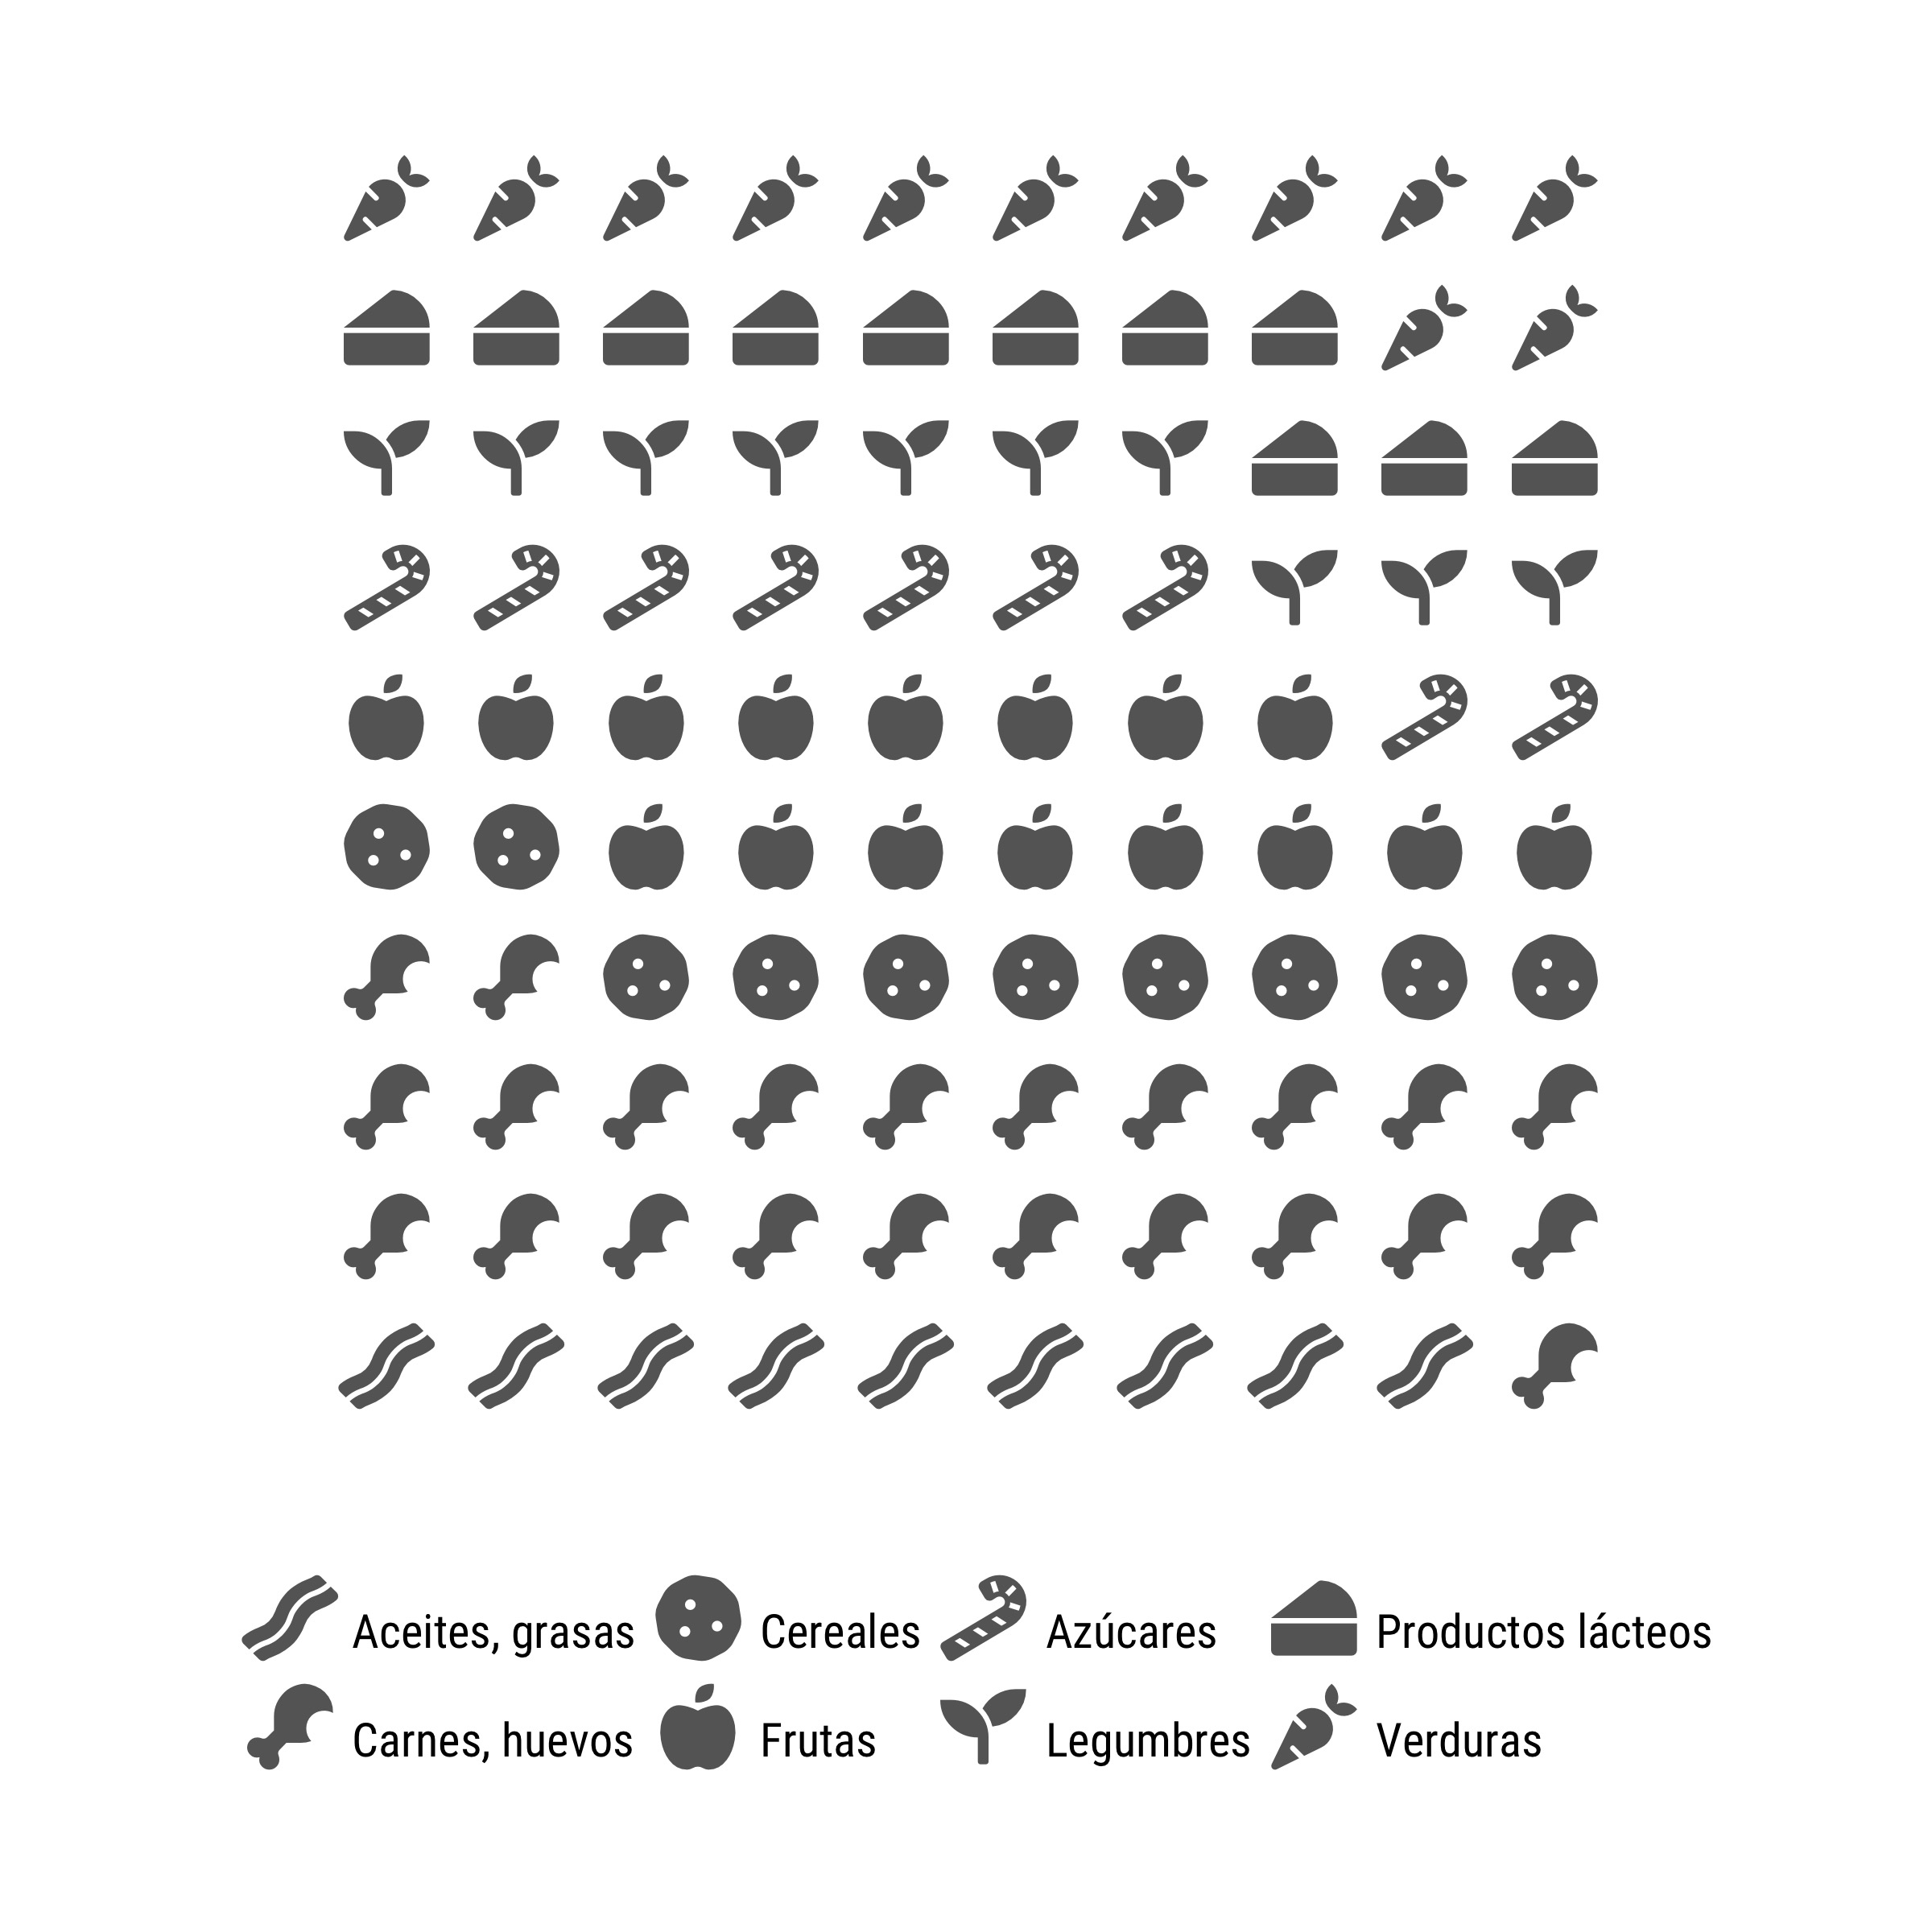 Aceites, grasas Cereales Azúcares Productos lácteos
Carnes, huevos Frutas Legumbres Verduras